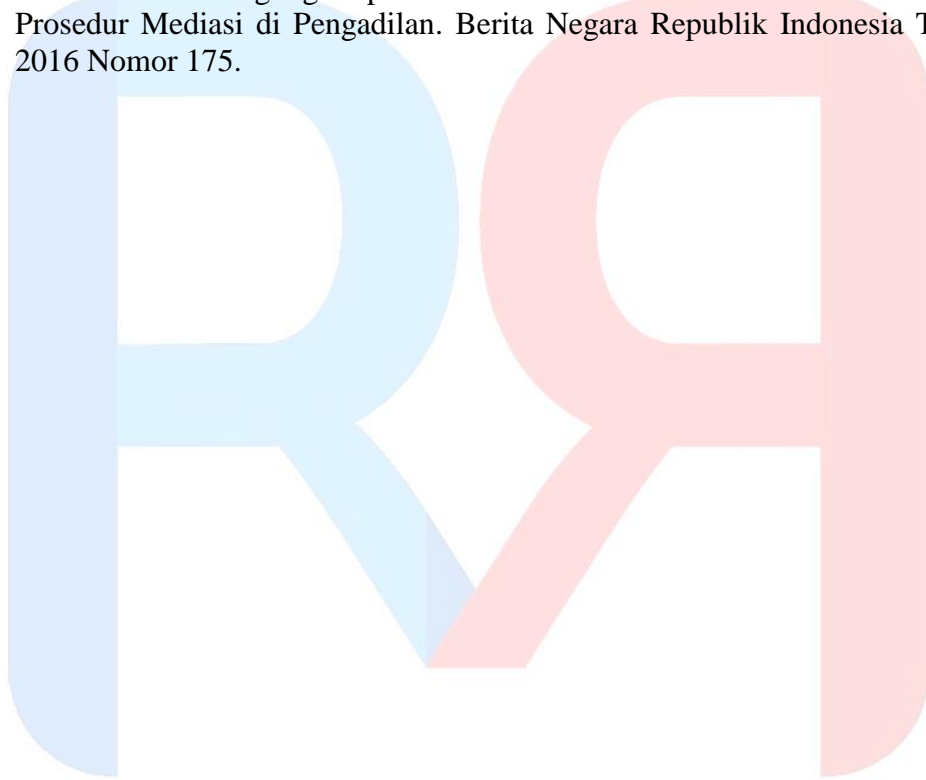 Prosedur Mediasi di Pengadilan. Berita Negara Republik Indonesia T
2016 Nomor 175.